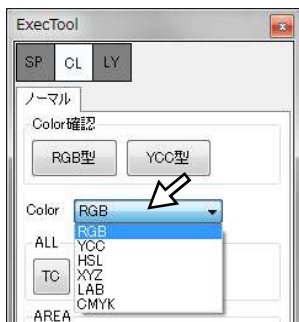 ExecTool
SP CL LY
ノーマル
Color確認
RGB型 YCC型
Color RGB
RGB
YCC
HSL
XYZ
LAB
CMYK
ALL
TC
AREA